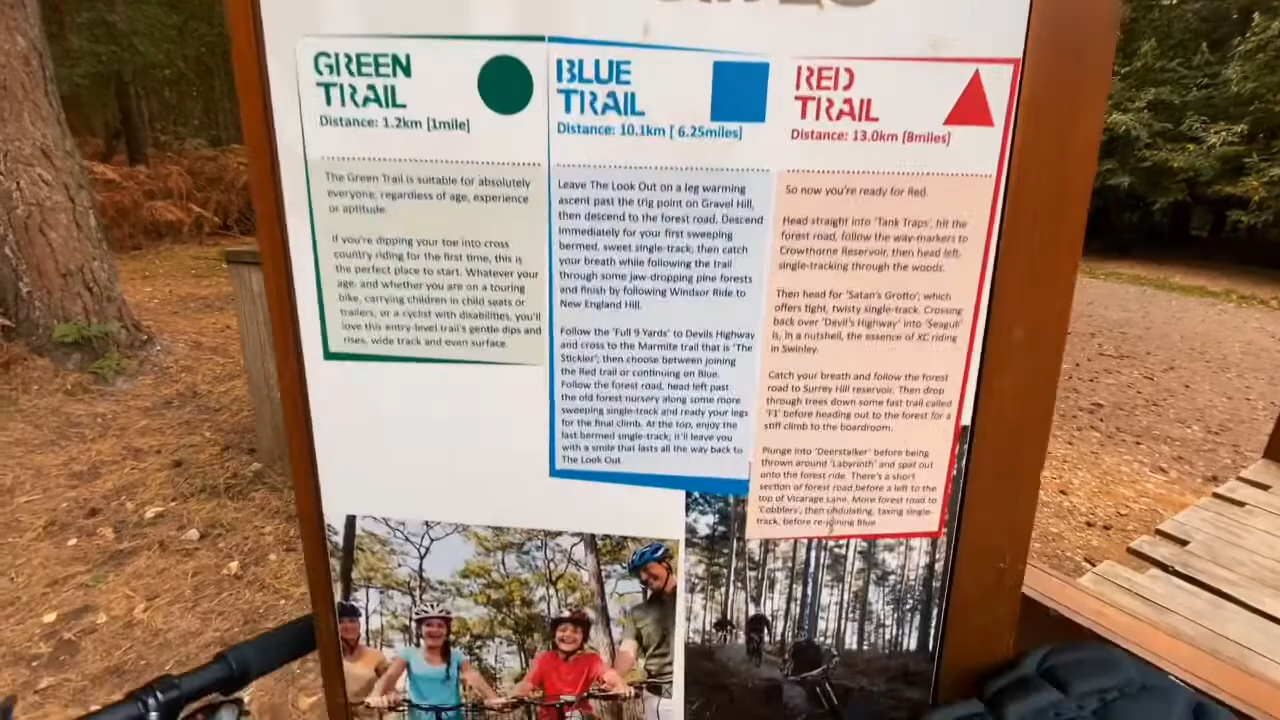 GREEN
TRAIL
Distance: 1.2km [1mile]
The Green Trail is suitable for absolutely
everyone, regardless of age, experience
or aptitude.
If you're dipping your toe into cross
country riding for the first time, this is
the perfect place to start. Whatever your
age, and whether you are on a touring
bike, carrying children in child seats or
trailers, or a cyclist with disabilities, you'll
love this entry-level trail's gentle dips and
rises, wide track and even surface.
BLUE
TRAIL
Distance: 10.1km [ 6.25miles]
Leave The Look Out on a leg warming
ascent past the trig point on Gravel Hill,
then descend to the forest road. Descend
immediately for your first sweeping
bermed, sweet single-track; then catch
your breath while following the trail
through some jaw-dropping pine forests
and finish by following Windsor Ride to
New England Hill.
Follow the 'Full 9 Yards' to Devils Highway
and cross to the Marmite trail that is 'The
Stickler'; then choose between joining
the Red trail or continuing on Blue.
Follow the forest road, head left past
the old forest nursery along some more
sweeping single-track and ready your legs
for the final climb. At the top, enjoy the
last bermed single-track; it'll leave you
with a smile that lasts all the way back to
The Look Out.
RED
TRAIL
Distance: 13.0km [8miles]
So now you're ready for Red.
Head straight into 'Tank Traps', hit the
forest road, follow the way-markers to
Crowthorne Reservoir, then head left,
single-tracking through the woods.
Then head for 'Satan's Grotto'; which
offers tight, twisty single-track. Crossing
back over 'Devil's Highway' into 'Seagull'
is, in a nutshell, the essence of XC riding
in Swinley.
Catch your breath and follow the forest
road to Surrey Hill reservoir. Then drop
through trees down some fast trail called
'F1' before heading out to the forest for a
stiff climb to the boardroom.
Plunge into 'Deerstalker' before being
thrown around 'Labyrinth' and spat out
onto the forest ride. There's a short
section of forest road before a left to the
top of Vicarage Lane. More forest road to
'Cobblers', then undulating, taxing single-
track, before re-joining Blue.